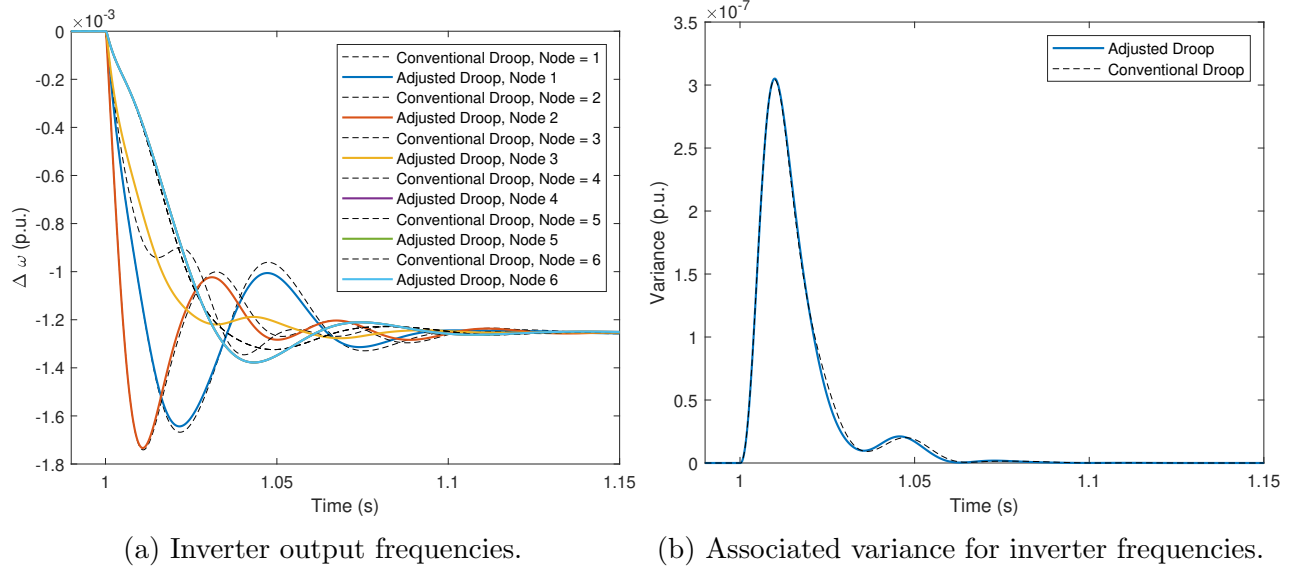 ×10⁻³
0
-0.2
-0.4
-0.6
-0.8
-1
-1.2
-1.4
-1.6
-1.8
Δ ω (p.u.)
1
1.05
1.1
1.15
Time (s)
Conventional Droop, Node = 1
Adjusted Droop, Node 1
Conventional Droop, Node = 2
Adjusted Droop, Node 2
Conventional Droop, Node = 3
Adjusted Droop, Node 3
Conventional Droop, Node = 4
Adjusted Droop, Node 4
Conventional Droop, Node = 5
Adjusted Droop, Node 5
Conventional Droop, Node = 6
Adjusted Droop, Node 6
(a) Inverter output frequencies.
3.5 ×10⁻⁷
3
2.5
2
1.5
1
0.5
0
Variance (p.u.)
1
1.05
1.1
1.15
Time (s)
Adjusted Droop
Conventional Droop
(b) Associated variance for inverter frequencies.